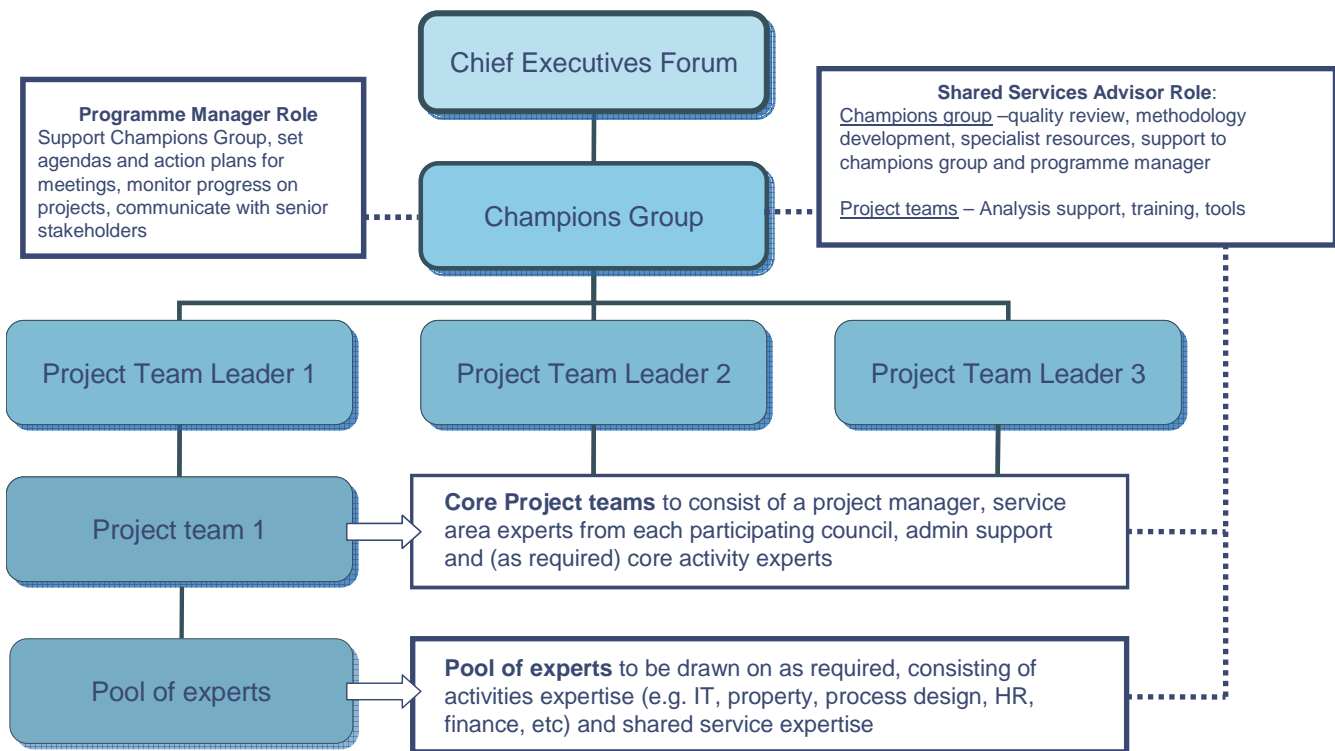 Chief Executives Forum
Programme Manager Role
Support Champions Group, set
agendas and action plans for
meetings, monitor progress on
projects, communicate with senior
stakeholders
Shared Services Advisor Role:
Champions group –quality review, methodology
development, specialist resources, support to
champions group and programme manager
Project teams – Analysis support, training, tools
Champions Group
Project Team Leader 1
Project Team Leader 2
Project Team Leader 3
Project team 1
Core Project teams to consist of a project manager, service
area experts from each participating council, admin support
and (as required) core activity experts
Pool of experts
Pool of experts to be drawn on as required, consisting of
activities expertise (e.g. IT, property, process design, HR,
finance, etc) and shared service expertise